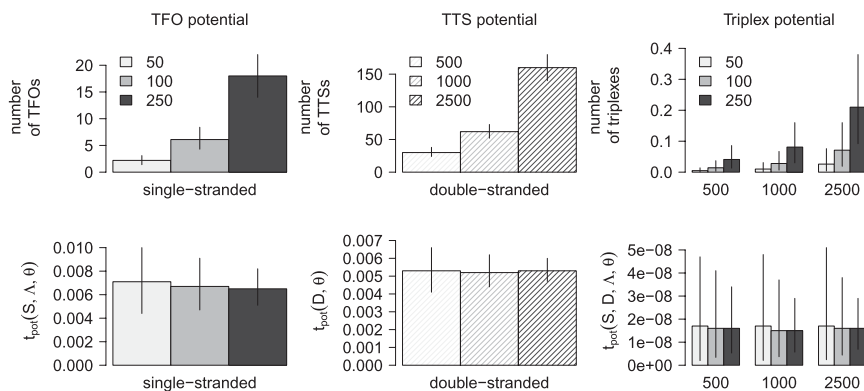 TFO potential
number
of TFOs
20
15
10
5
0
50
100
250
single−stranded
TTS potential
number
of TTSs
150
100
50
0
500
1000
2500
double−stranded
Triplex potential
number
of triplexes
0.4
0.3
0.2
0.1
0.0
50
100
250
500 1000 2500
tpot(S, Λ, θ)
0.010
0.008
0.006
0.004
0.002
0.000
single−stranded
tpot(D, θ)
0.007
0.006
0.005
0.004
0.003
0.002
0.001
0.000
double−stranded
tpot(S, D, Λ, θ)
5e−08
4e−08
3e−08
2e−08
1e−08
0e+00
500 1000 2500